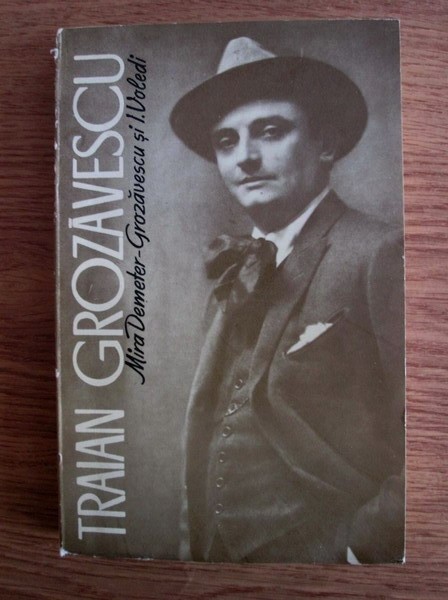 TRAIAN GROZĂVESCU
Mira Demeter-Grozăvescu și I. Voledi